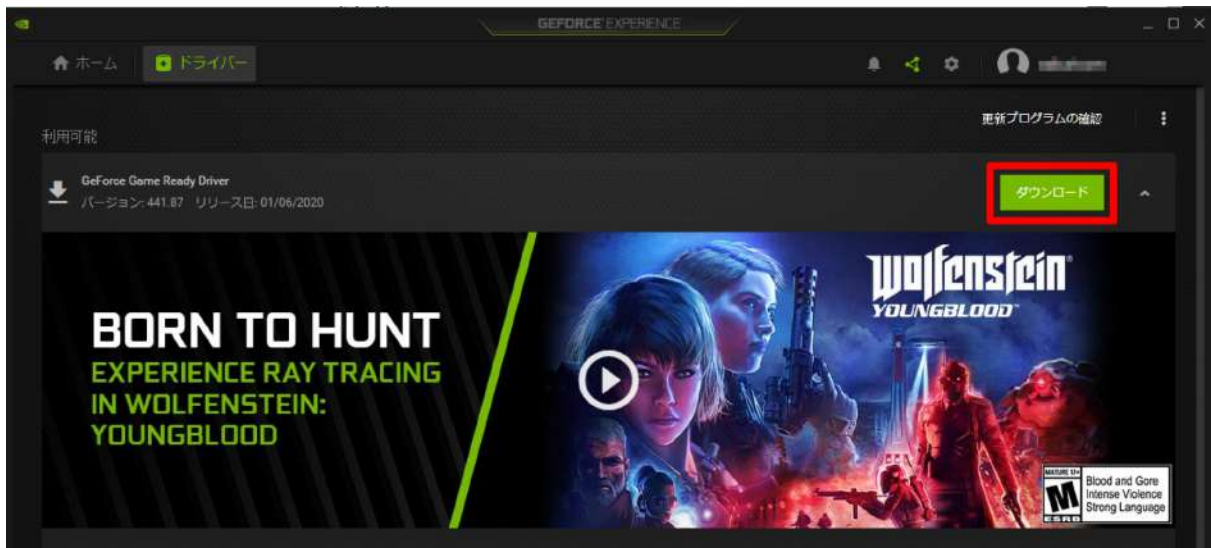 GEFORCE EXPERIENCE
ホーム
ドライバー
更新プログラムの確認
利用可能
GeForce Game Ready Driver
バージョン: 441.87 リリース日: 01/06/2020
ダウンロード
BORN TO HUNT
EXPERIENCE RAY TRACING
IN WOLFENSTEIN:
YOUNGBLOOD
Wolfenstein®
YOUNGBLOOD™
MATURE 17+
M
ESRB
Blood and Gore
Intense Violence
Strong Language